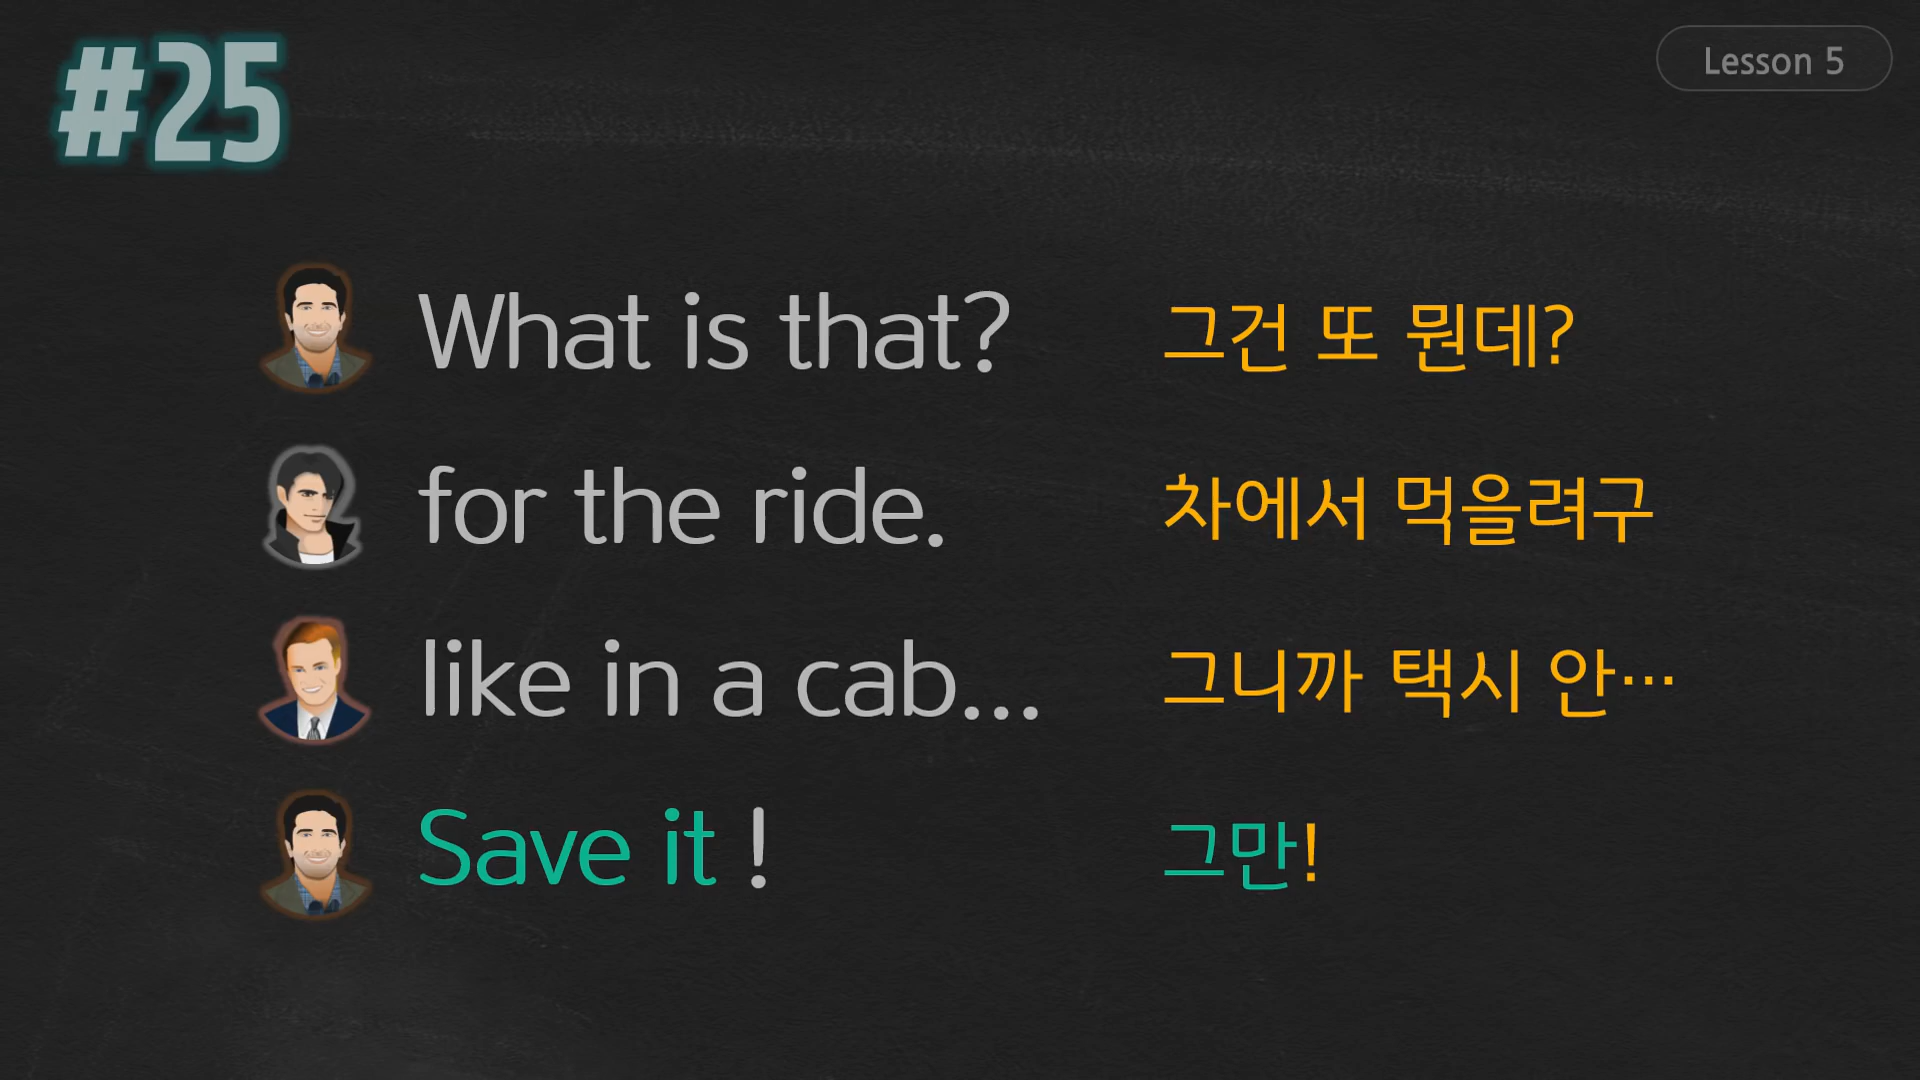 #25
Lesson 5
What is that? 그건 또 뭔데?
for the ride. 차에서 먹을려구
like in a cab... 그니까 택시 안…
Save it ! 그만!